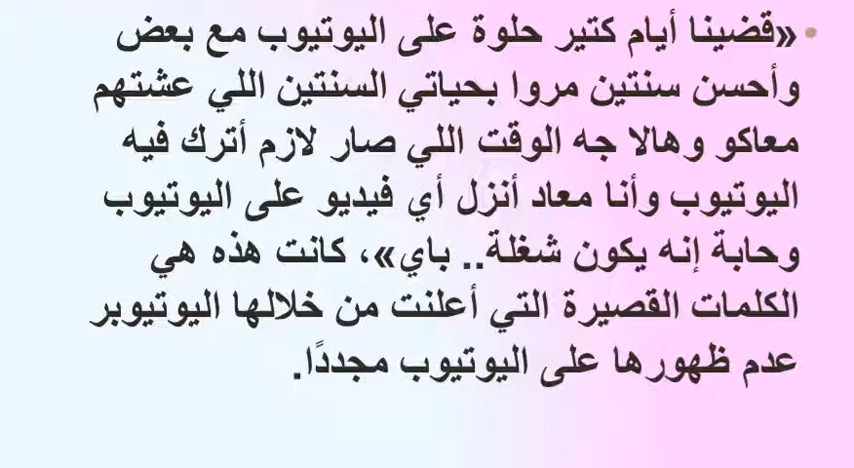 • «قضينا أيام كتير حلوة على اليوتيوب مع بعض
وأحسن سنتين مروا بحياتي السنتين اللي عشتهم
معاكو وهالا جه الوقت اللي صار لازم أترك فيه
اليوتيوب وأنا معاد أنزل أي فيديو على اليوتيوب
وحابة إنه يكون شغلة.. باي»، كانت هذه هي
الكلمات القصيرة التي أعلنت من خلالها اليوتيوبر
عدم ظهورها على اليوتيوب مجددًا.